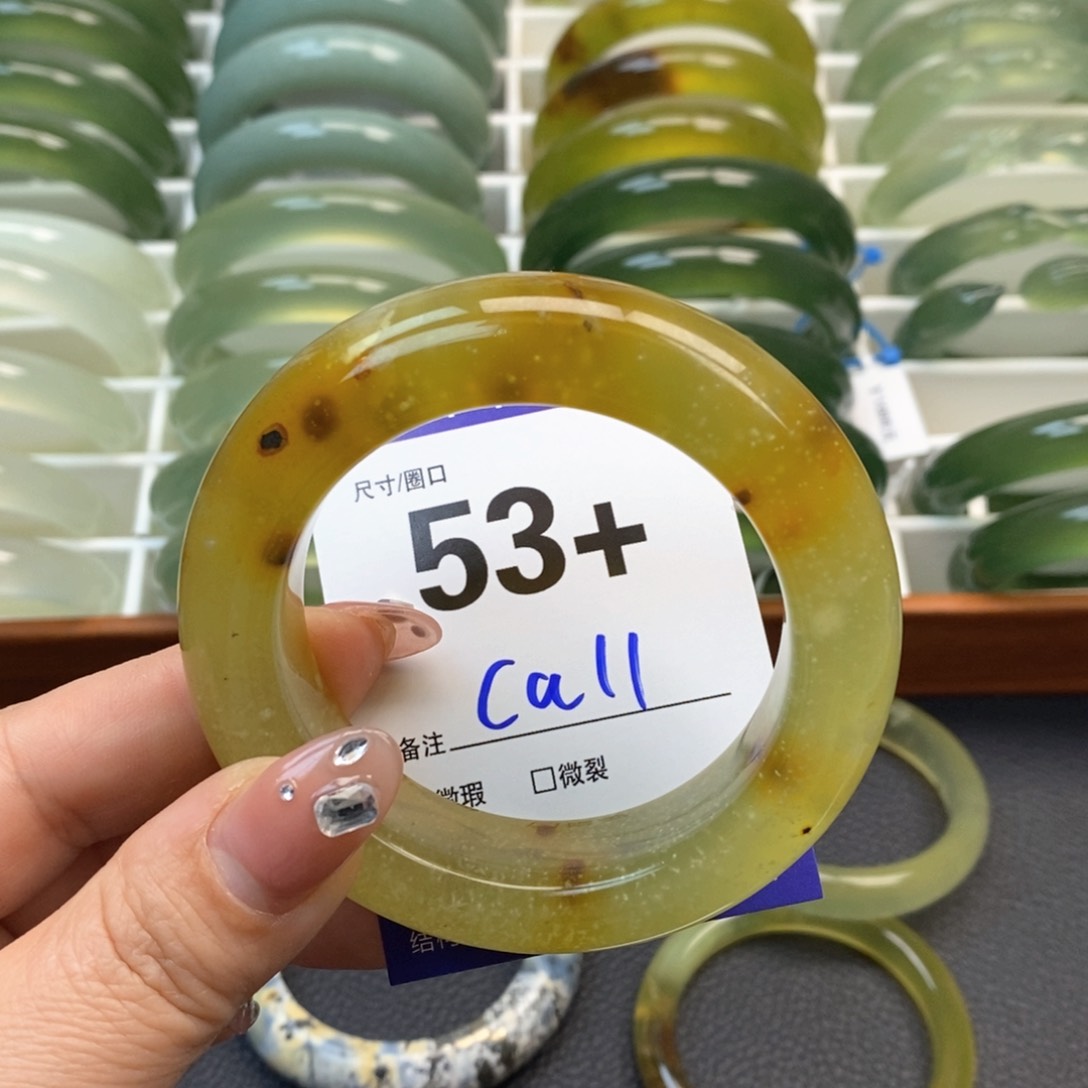 尺寸/圈口
53+
备注 call
微瑕 □微裂